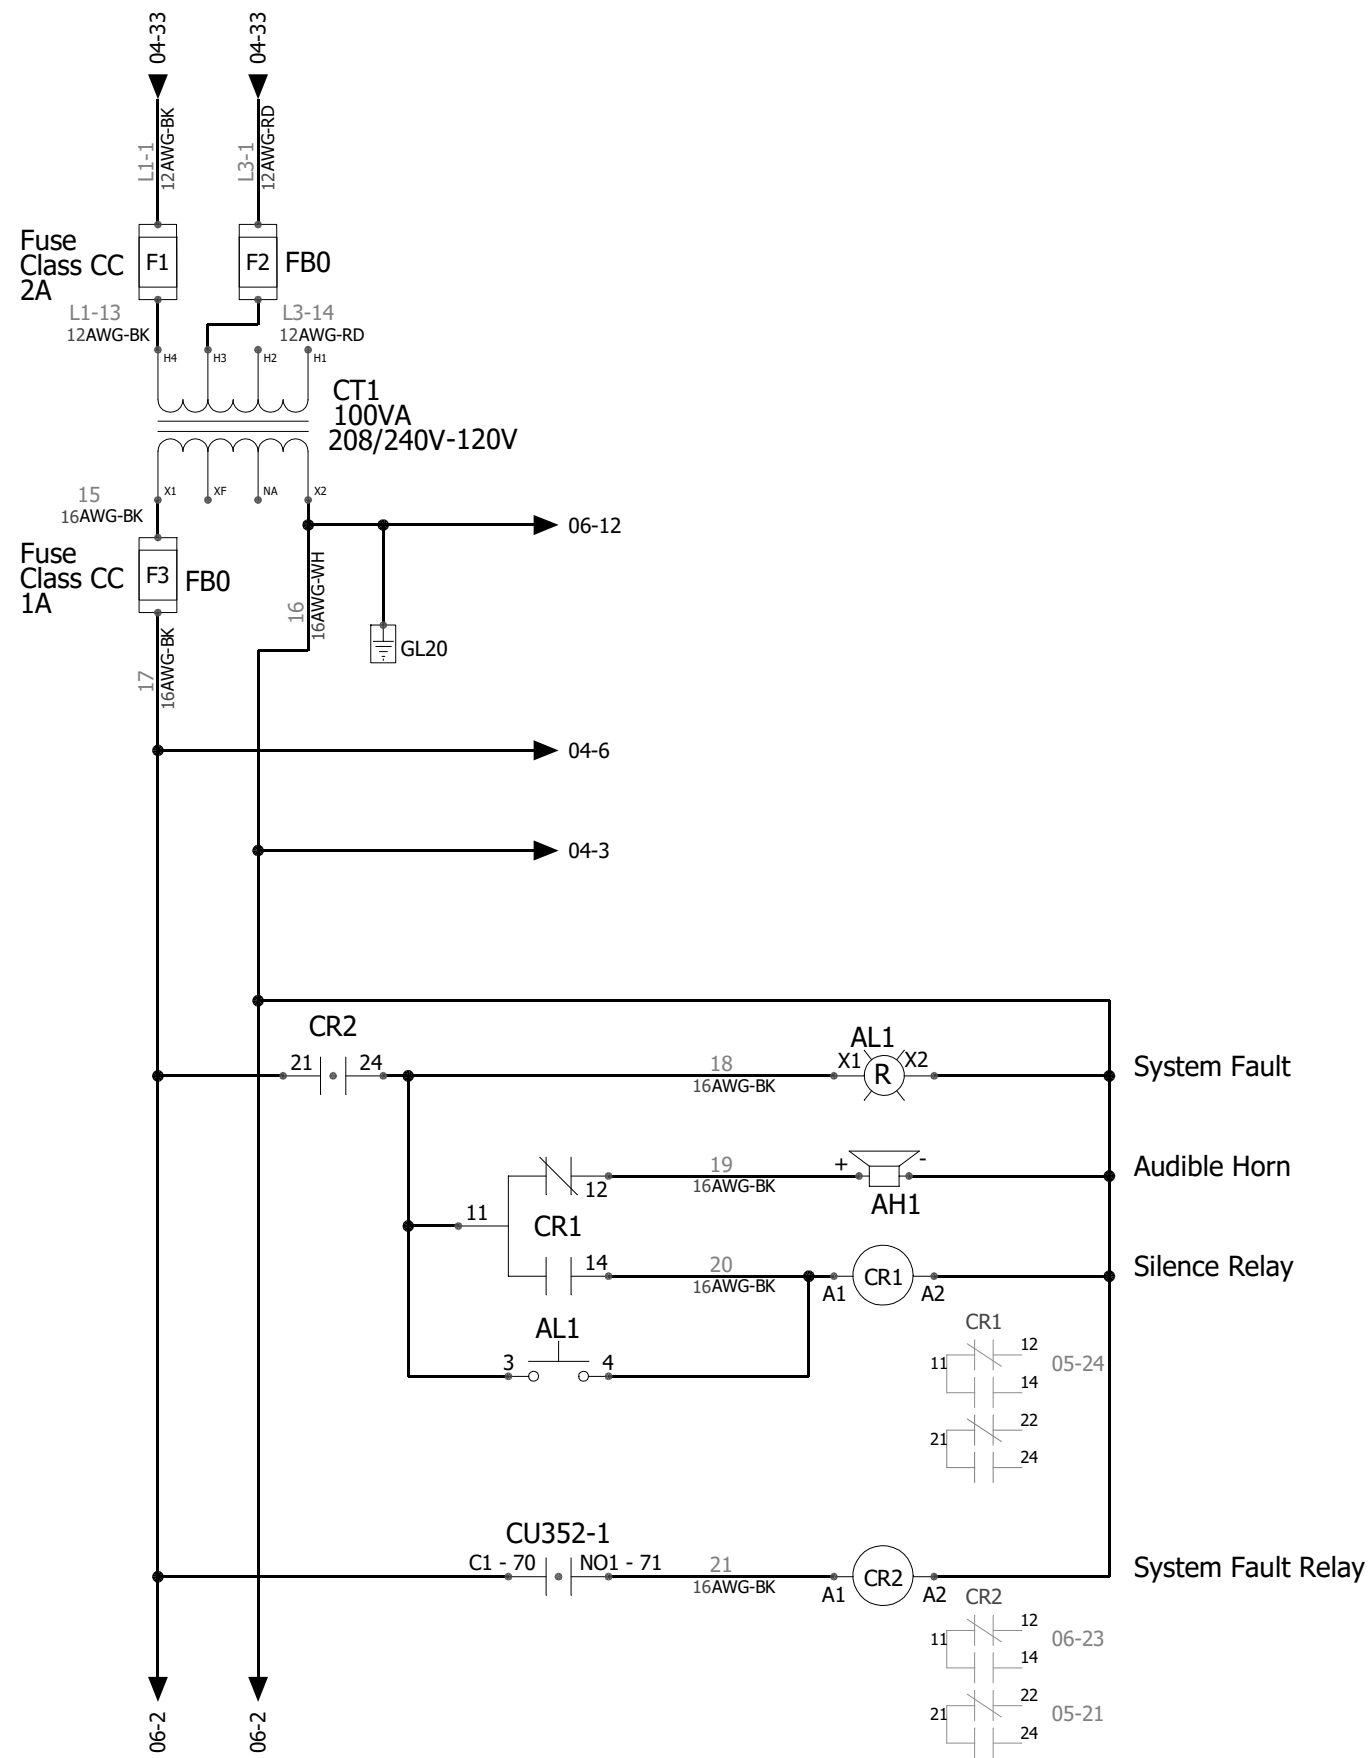 04-33
04-33
L1-1
12AWG-BK
L3-1
12AWG-RD
Fuse
Class CC
2A
F1
F2
FB0
L1-13
12AWG-BK
L3-14
12AWG-RD
H4
H3
H2
H1
CT1
100VA
208/240V-120V
X1
XF
NA
X2
15
16AWG-BK
06-12
Fuse
Class CC
1A
F3
FB0
16
16AWG-WH
GL20
17
16AWG-BK
04-6
04-3
CR2
21
24
18
16AWG-BK
AL1
X1
R
X2
System Fault
12
19
16AWG-BK
+
-
AH1
Audible Horn
11
CR1
14
20
16AWG-BK
A1
CR1
A2
Silence Relay
AL1
3
4
CR1
11
12
14
05-24
21
22
24
CU352-1
C1 - 70
NO1 - 71
21
16AWG-BK
A1
CR2
A2
System Fault Relay
CR2
11
12
14
06-23
21
22
24
05-21
06-2
06-2